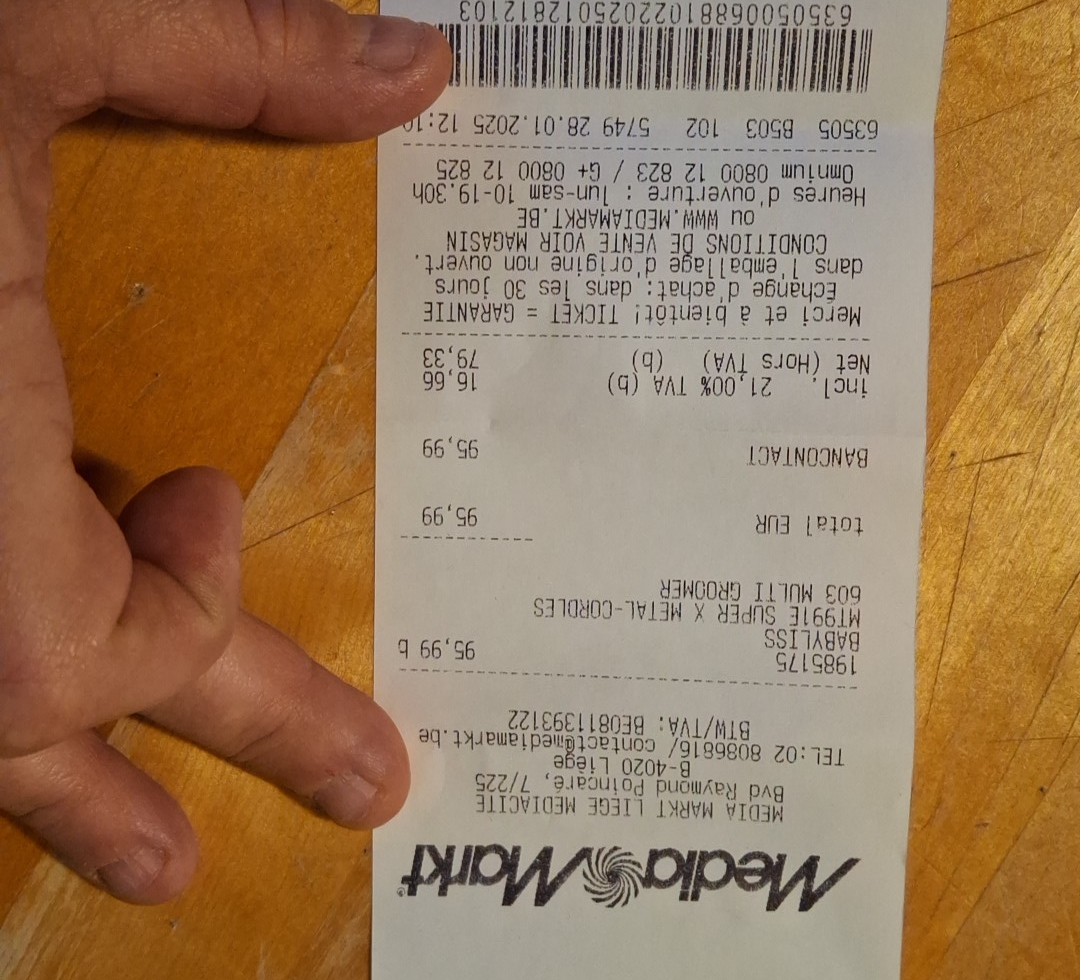 MediaMarkt®
MEDIA MARKT LIEGE MEDIACITE
Bvd Raymond Poincaré, 7/225
B-4020 Liège
TEL:02 8086816/ contact@mediamarkt.be
BTW/TVA: BE0811393122
1985175 95,99 b
BABYLISS
MT991E SUPER X METAL-CORDLES
603 MULTI GROOMER
total EUR 95,99
BANCONTACT 95,99
incl. 21,00% TVA (b) 16,66
Net (Hors TVA) (b) 79,33
Merci et à bientôt! TICKET = GARANTIE
Échange d'achat: dans les 30 jours
dans l'emballage d'origine non ouvert.
CONDITIONS DE VENTE VOIR MAGASIN
ou WWW.MEDIAMARKT.BE
Heures d'ouverture : lun-sam 10-19.30h
Omnium 0800 12 823 / G+ 0800 12 825
63505 B503 102 5749 28.01.2025 12:10
63505006881022025012812103